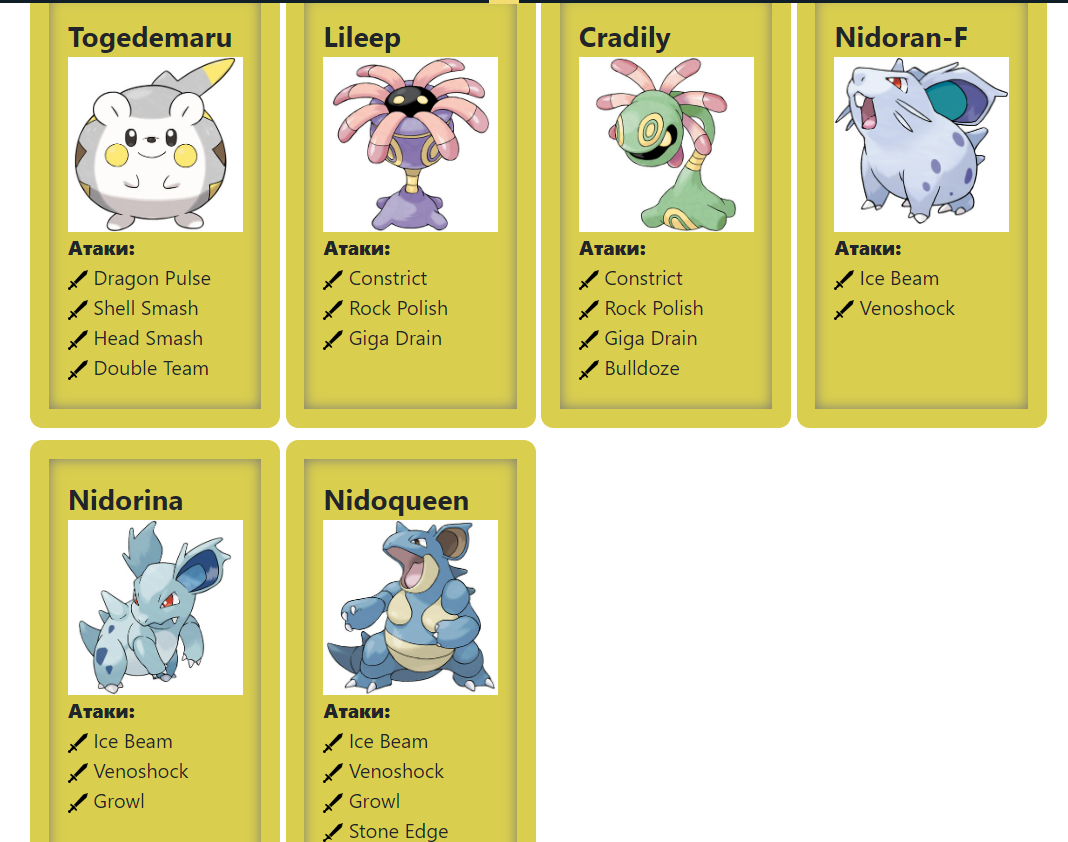 Togedemaru
Атаки:
Dragon Pulse
Shell Smash
Head Smash
Double Team
Lileep
Атаки:
Constrict
Rock Polish
Giga Drain
Cradily
Атаки:
Constrict
Rock Polish
Giga Drain
Bulldoze
Nidoran-F
Атаки:
Ice Beam
Venoshock
Nidorina
Атаки:
Ice Beam
Venoshock
Growl
Nidoqueen
Атаки:
Ice Beam
Venoshock
Growl
Stone Edge